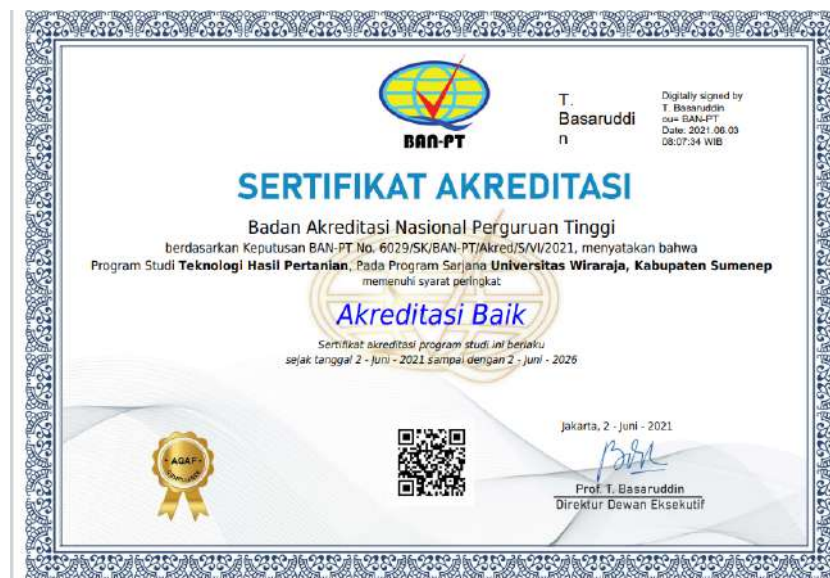 BAN-PT
T.
Basaruddi
n
Digitally signed by
T. Basaruddin
ou= BAN-PT
Date: 2021.06.03
08:07:34 WIB
SERTIFIKAT AKREDITASI
Badan Akreditasi Nasional Perguruan Tinggi
berdasarkan Keputusan BAN-PT No. 6029/SK/BAN-PT/Akred/S/VI/2021, menyatakan bahwa
Program Studi Teknologi Hasil Pertanian, Pada Program Sarjana Universitas Wiraraja, Kabupaten Sumenep
memenuhi syarat peringkat
Akreditasi Baik
Sertifikat akreditasi program studi ini berlaku
sejak tanggal 2 - Juni - 2021 sampai dengan 2 - Juni - 2026
Jakarta, 2 - Juni - 2021
AQAF
Prof. T. Basaruddin
Direktur Dewan Eksekutif